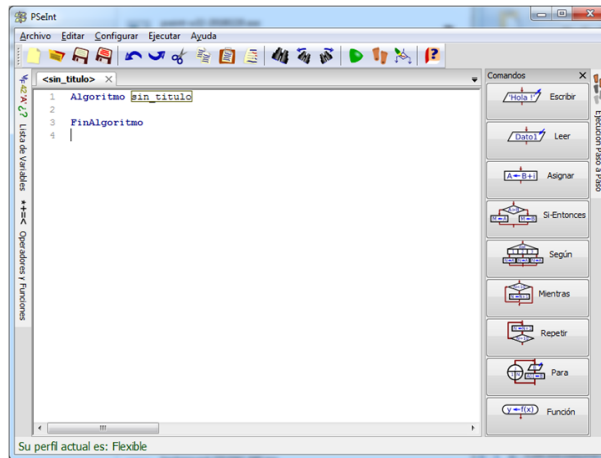 PSeInt
Archivo Editar Configurar Ejecutar Ayuda
<sin_titulo>
1 Algoritmo sin_titulo
2
3 FinAlgoritmo
4
Lista de Variables
Operadores y Funciones
Comandos
'Hola !' Escribir
Dato1 Leer
A←B+i Asignar
Si-Entonces
Según
Mientras
Repetir
Para
y←f(x) Función
Ejecución Paso a Paso
Su perfil actual es: Flexible